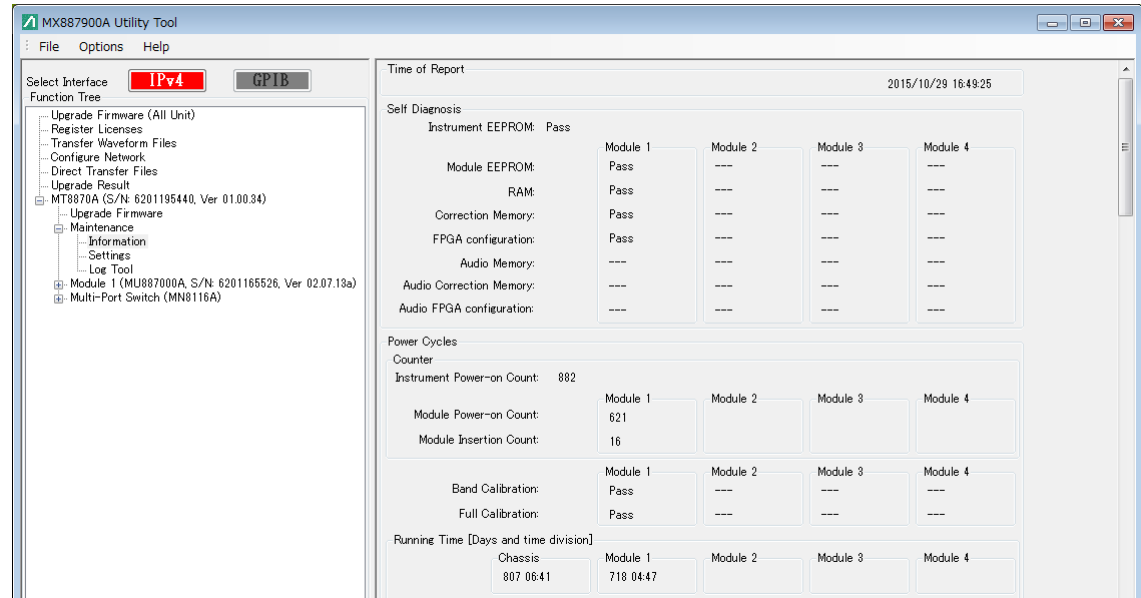 MX887900A Utility Tool
File Options Help
Select Interface IPv4 GPIB
Function Tree
Upgrade Firmware (All Unit)
Register Licenses
Transfer Waveform Files
Configure Network
Direct Transfer Files
Upgrade Result
MT8870A (S/N: 6201195440, Ver 01.00.34)
Upgrade Firmware
Maintenance
Information
Settings
Log Tool
Module 1 (MU887000A, S/N: 6201165526, Ver 02.07.13a)
Multi-Port Switch (MN8116A)
Time of Report
2015/10/29 16:49:25
Self Diagnosis
Instrument EEPROM: Pass
Module 1 Module 2 Module 3 Module 4
Module EEPROM: Pass --- --- ---
RAM: Pass --- --- ---
Correction Memory: Pass --- --- ---
FPGA configuration: Pass --- --- ---
Audio Memory: --- --- --- ---
Audio Correction Memory: --- --- --- ---
Audio FPGA configuration: --- --- --- ---
Power Cycles
Counter
Instrument Power-on Count: 882
Module 1 Module 2 Module 3 Module 4
Module Power-on Count: 621
Module Insertion Count: 16
Module 1 Module 2 Module 3 Module 4
Band Calibration: Pass --- --- ---
Full Calibration: Pass --- --- ---
Running Time [Days and time division]
Chassis Module 1 Module 2 Module 3 Module 4
807 06:41 718 04:47